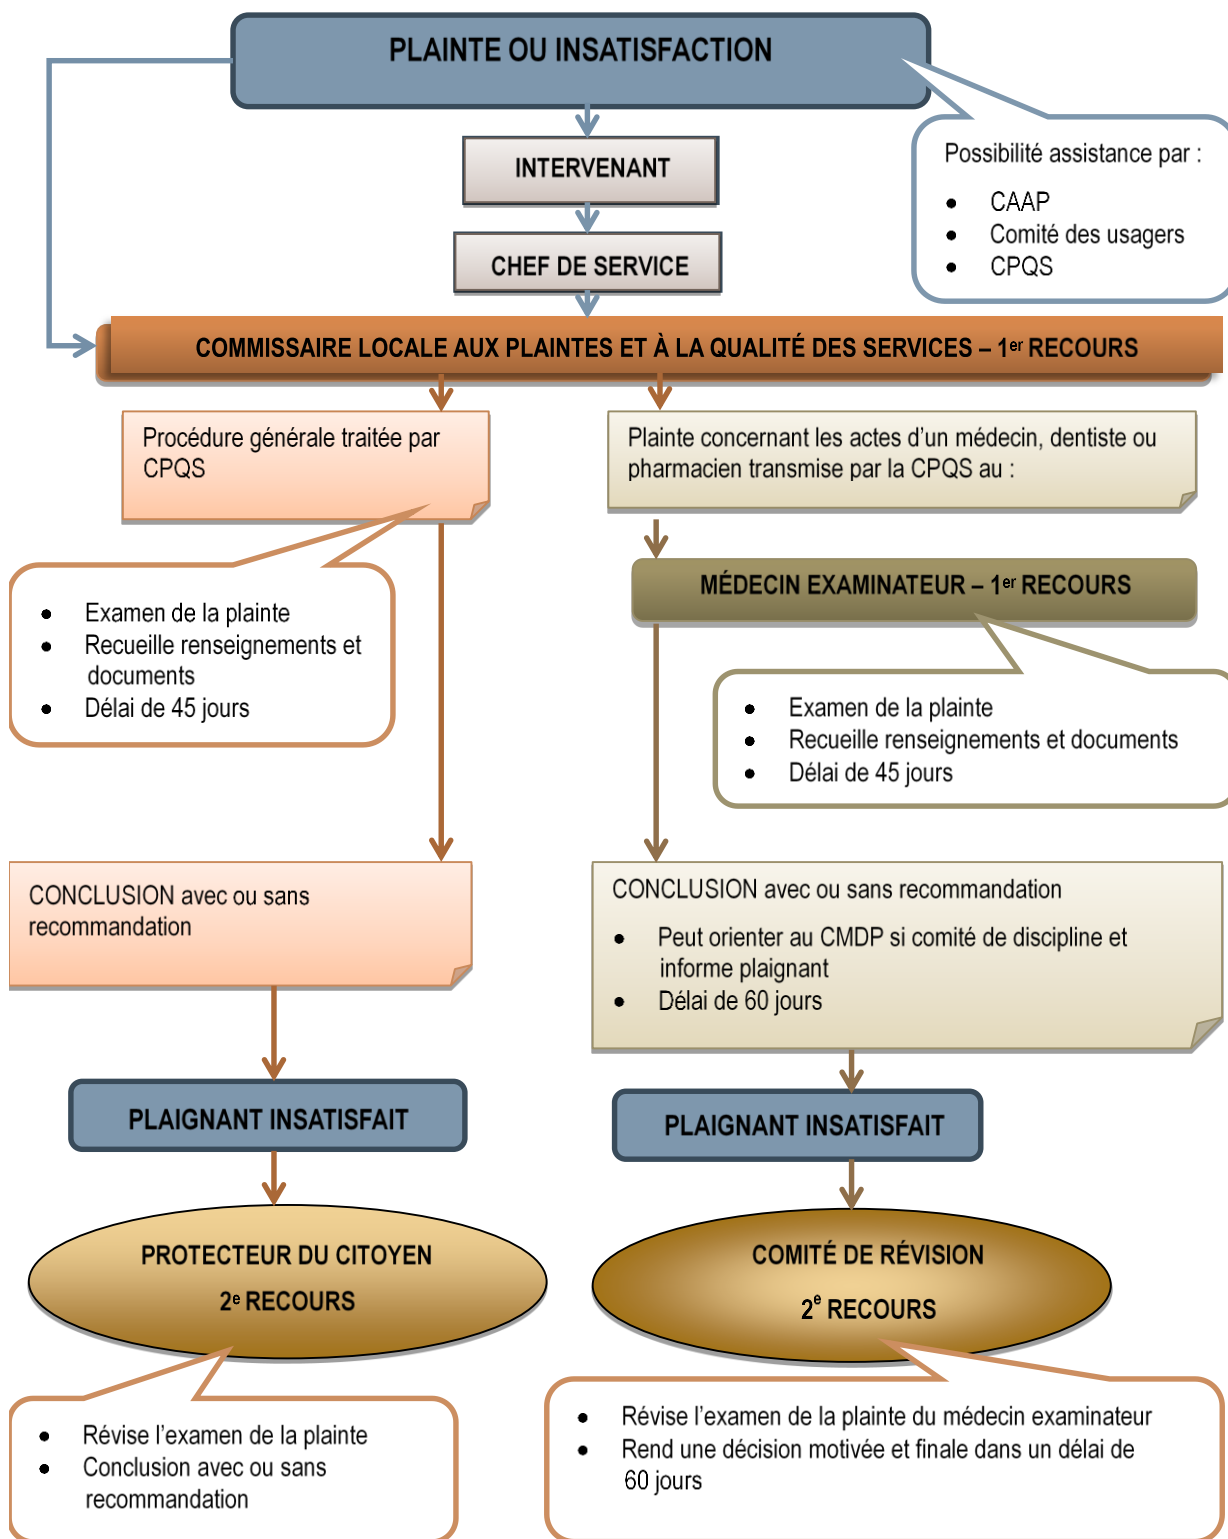 PLAINTE OU INSATISFACTION
Possibilité assistance par :
• CAAP
• Comité des usagers
• CPQS
INTERVENANT
CHEF DE SERVICE
COMMISSAIRE LOCALE AUX PLAINTES ET À LA QUALITÉ DES SERVICES – 1er RECOURS
Procédure générale traitée par
CPQS
• Examen de la plainte
• Recueille renseignements et
documents
• Délai de 45 jours
CONCLUSION avec ou sans
recommandation
PLAIGNANT INSATISFAIT
PROTECTEUR DU CITOYEN
2e RECOURS
• Révise l’examen de la plainte
• Conclusion avec ou sans
recommandation
Plainte concernant les actes d’un médecin, dentiste ou
pharmacien transmise par la CPQS au :
MÉDECIN EXAMINATEUR – 1er RECOURS
• Examen de la plainte
• Recueille renseignements et documents
• Délai de 45 jours
CONCLUSION avec ou sans recommandation
• Peut orienter au CMDP si comité de discipline et
informe plaignant
• Délai de 60 jours
PLAIGNANT INSATISFAIT
COMITÉ DE RÉVISION
2e RECOURS
• Révise l’examen de la plainte du médecin examinateur
• Rend une décision motivée et finale dans un délai de
60 jours